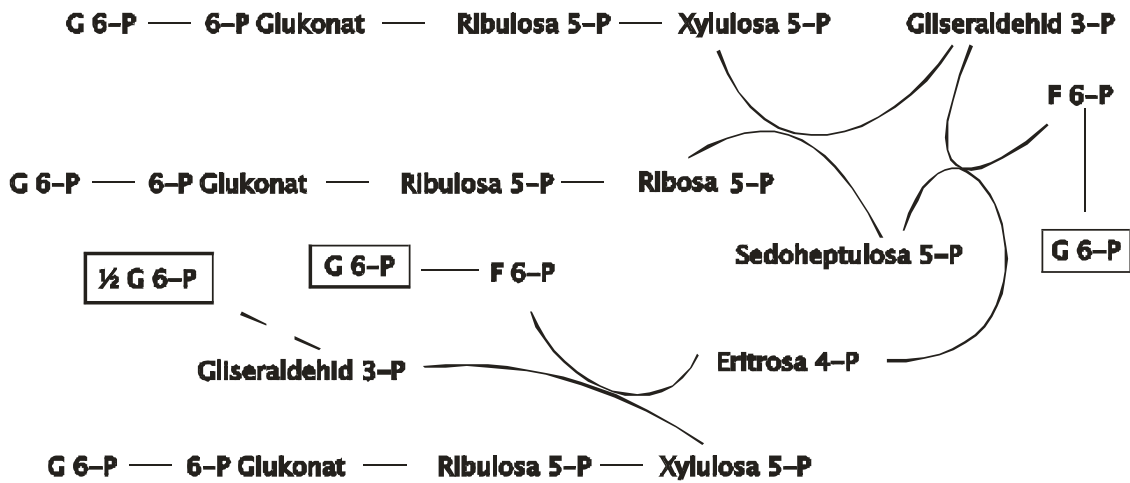 G 6–P — 6–P Glukonat — Ribulosa 5–P — Xylulosa 5–P Gliseraldehid 3–P
F 6–P
G 6–P — 6–P Glukonat — Ribulosa 5–P — Ribosa 5–P
Sedoheptulosa 5–P G 6–P
½ G 6–P G 6–P — F 6–P
Gliseraldehid 3–P Eritrosa 4–P
G 6–P — 6–P Glukonat — Ribulosa 5–P — Xylulosa 5–P